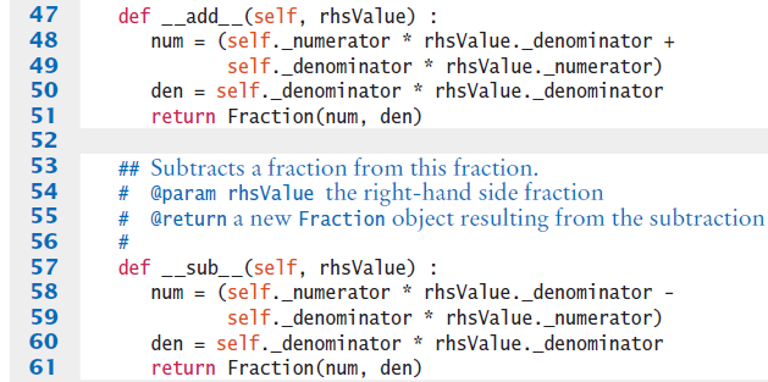 47 def __add__(self, rhsValue) :
48 num = (self._numerator * rhsValue._denominator +
49 self._denominator * rhsValue._numerator)
50 den = self._denominator * rhsValue._denominator
51 return Fraction(num, den)
52
53 ## Subtracts a fraction from this fraction.
54 # @param rhsValue the right-hand side fraction
55 # @return a new Fraction object resulting from the subtraction
56 #
57 def __sub__(self, rhsValue) :
58 num = (self._numerator * rhsValue._denominator -
59 self._denominator * rhsValue._numerator)
60 den = self._denominator * rhsValue._denominator
61 return Fraction(num, den)